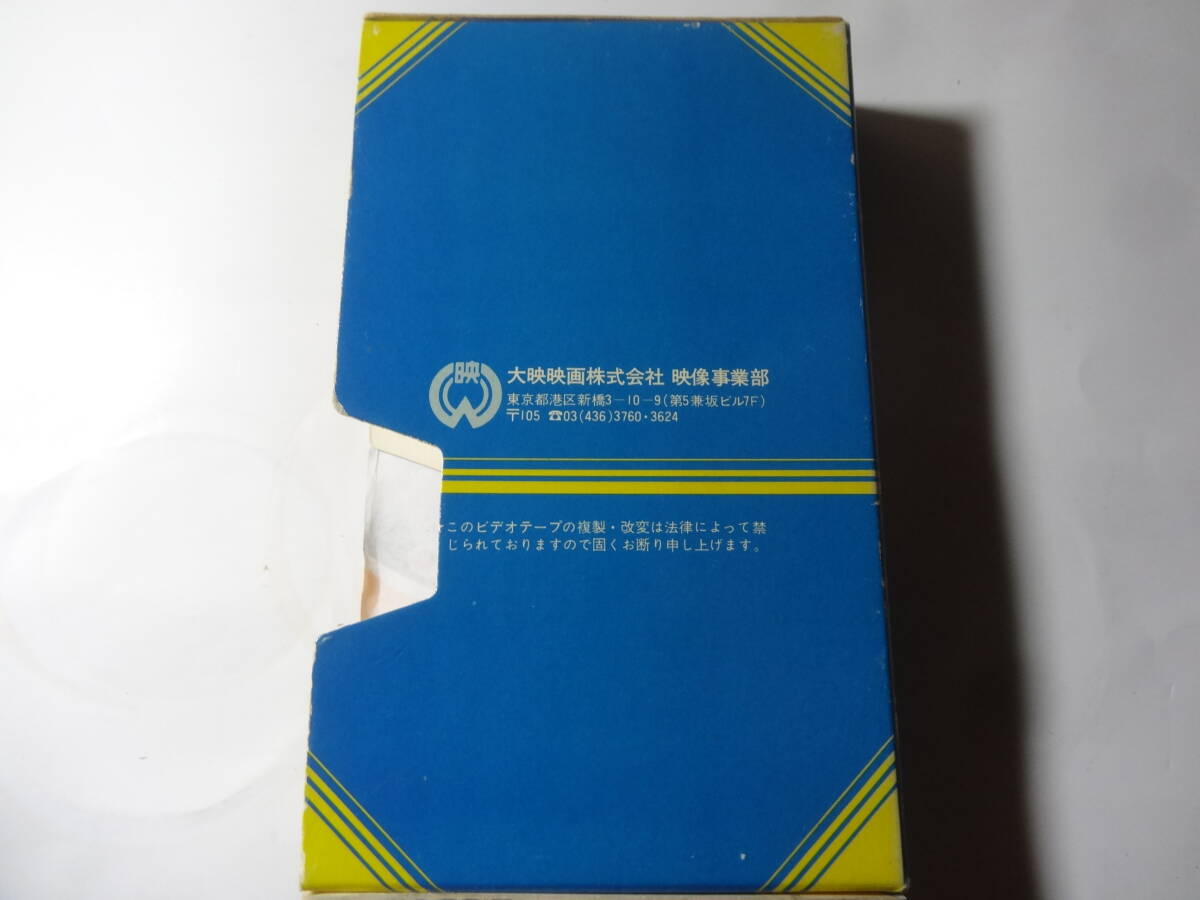 映
大映映画株式会社 映像事業部
東京都港区新橋3-10-9(第5兼坂ビル7F)
〒105 ☎03(436)3760・3624
★このビデオテープの複製・改変は法律によって禁
じられておりますので固くお断り申し上げます。